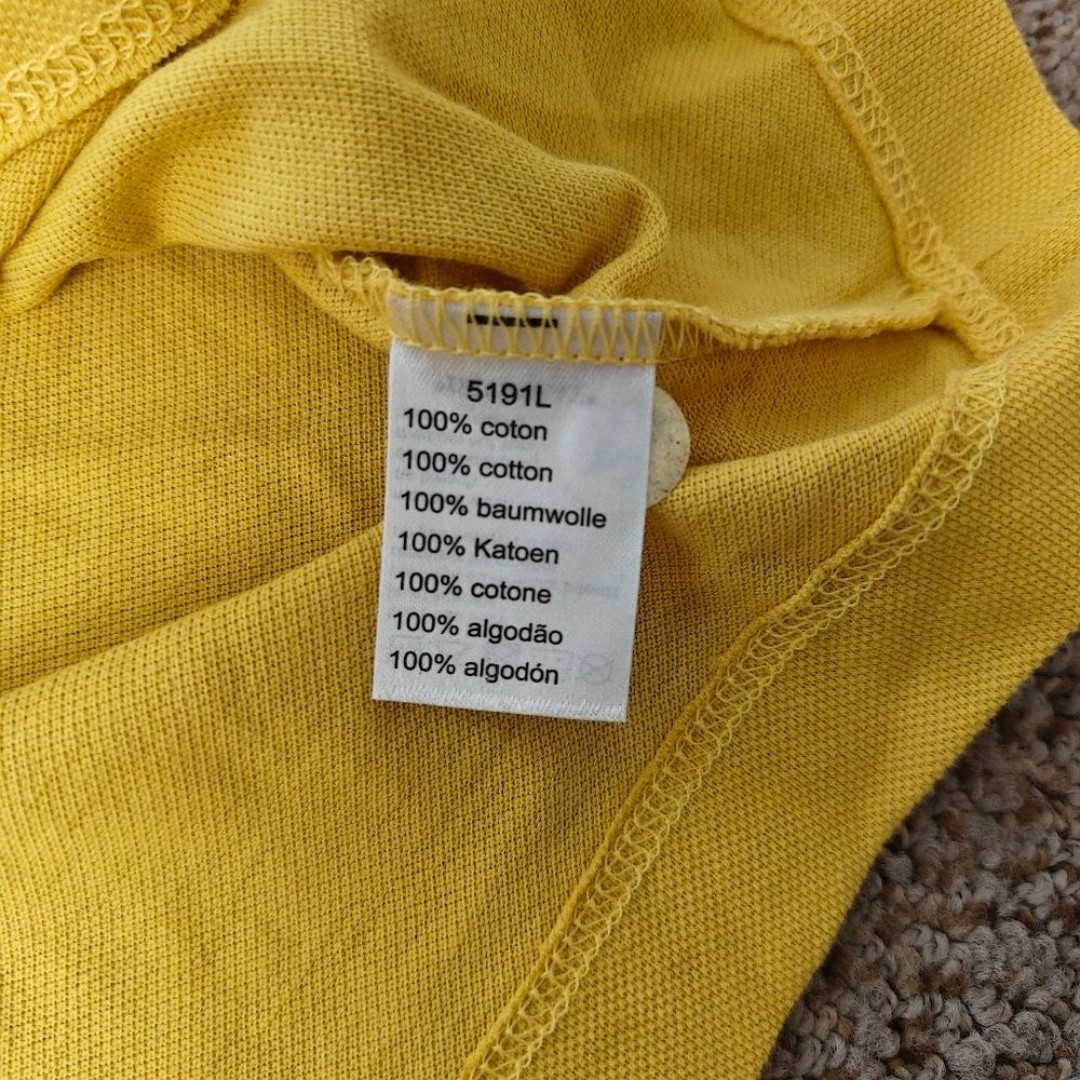 5191L
100% coton
100% cotton
100% baumwolle
100% Katoen
100% cotone
100% algodão
100% algodón